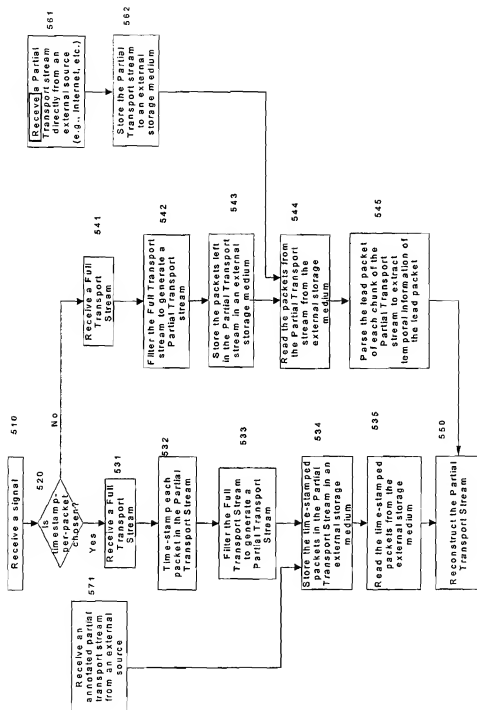 510
Receive a signal
520
Is
timestamp-
per-packet
chosen?
No
Yes
571
Receive an
annotated partial
transport stream
from an external
source
531
Receive a Full
Transport
Stream
532
Time-stamp each
packet in the Partial
Transport Stream
533
Filter the Full
Transport Stream
to generate a
Partial Transport
Stream
534
Store the time-stamped
packets in the Partial
Transport Stream in an
external storage
medium
535
Read the time-stamped
packets from the
external storage
medium
550
Reconstruct the Partial
Transport Stream
541
Receive a Full
Transport
Stream
542
Filter the Full Transport
stream to generate a
Partial Transport
stream
543
Store the packets left
in the Partial Transport
stream in an external
storage medium
544
Read the packets from
the Partial Transport
stream from the
external storage
medium
545
Parse the lead packet
of each chunk of the
Partial Transport
stream to extract
temporal information of
the lead packet
561
Receve a Partial
Transport stream
directly from an
external source
(e.g., Internet, etc.)
562
Store the Partial
Transport stream
to an external
storage medium